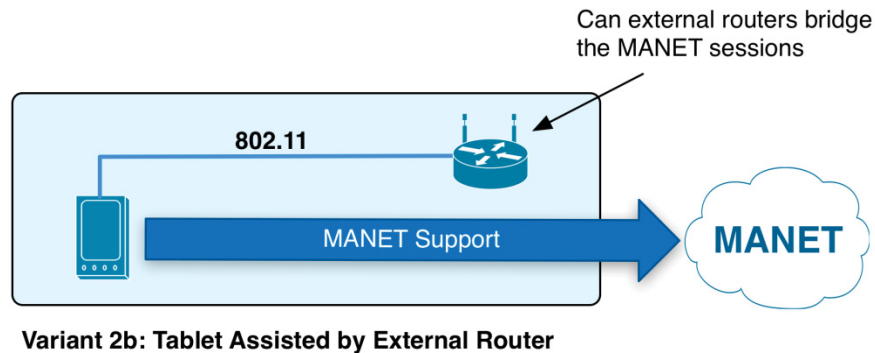 Can external routers bridge
the MANET sessions
802.11
MANET Support
MANET
Variant 2b: Tablet Assisted by External Router